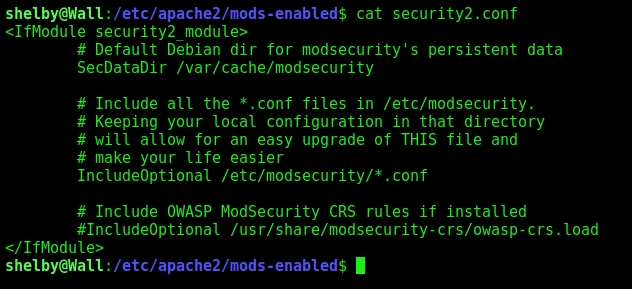 shelby@Wall:/etc/apache2/mods-enabled$ cat security2.conf
<IfModule security2_module>
        # Default Debian dir for modsecurity's persistent data
        SecDataDir /var/cache/modsecurity

        # Include all the *.conf files in /etc/modsecurity.
        # Keeping your local configuration in that directory
        # will allow for an easy upgrade of THIS file and
        # make your life easier
        IncludeOptional /etc/modsecurity/*.conf

        # Include OWASP ModSecurity CRS rules if installed
        #IncludeOptional /usr/share/modsecurity-crs/owasp-crs.load
</IfModule>
shelby@Wall:/etc/apache2/mods-enabled$